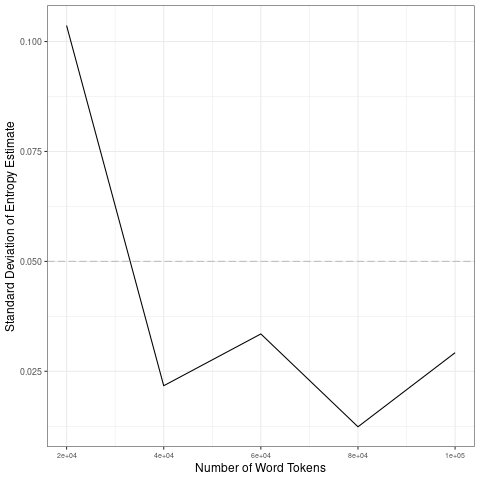 Standard Deviation of Entropy Estimate
0.100
0.075
0.050
0.025
2e+04 4e+04 6e+04 8e+04 1e+05
Number of Word Tokens